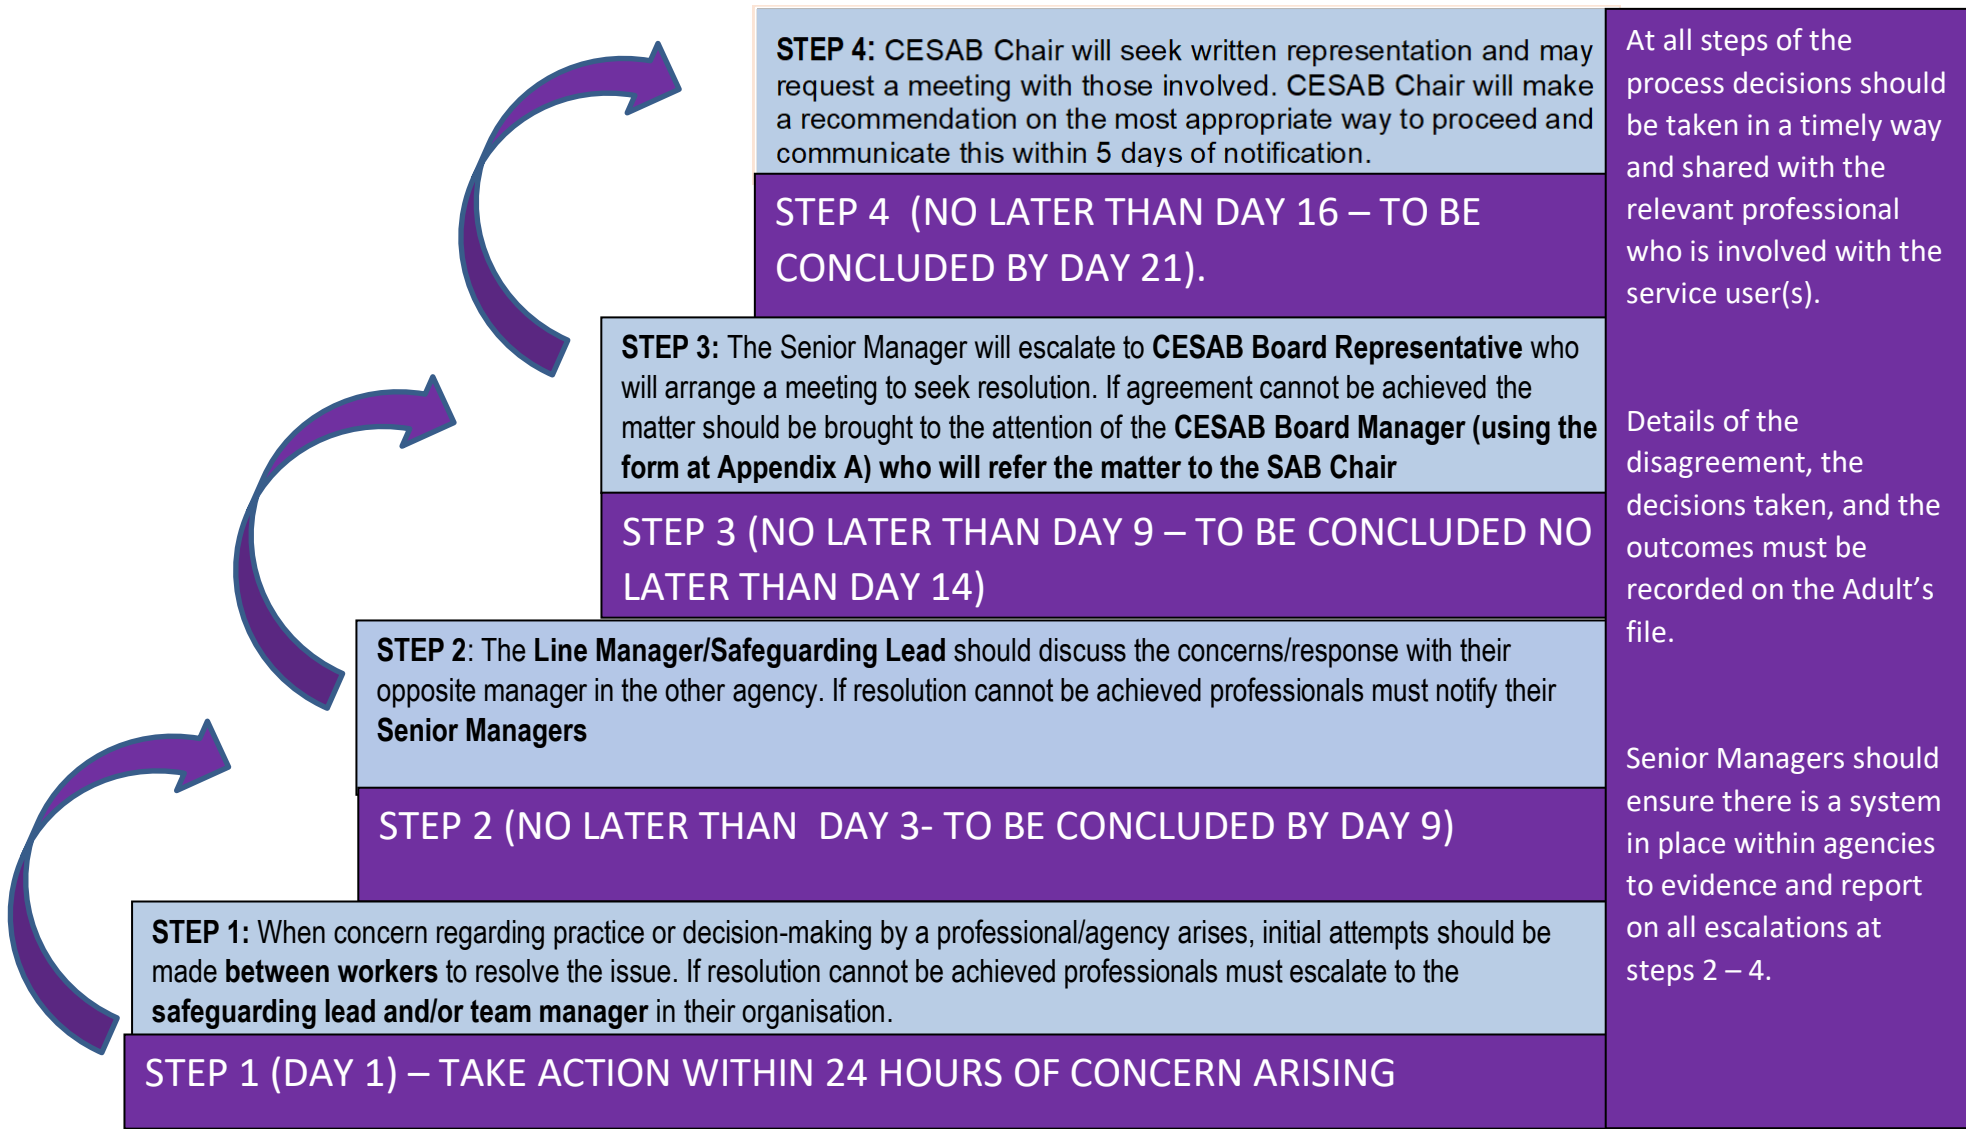 STEP 4: CESAB Chair will seek written representation and may
request a meeting with those involved. CESAB Chair will make
a recommendation on the most appropriate way to proceed and
communicate this within 5 days of notification.
STEP 4  (NO LATER THAN DAY 16 – TO BE
CONCLUDED BY DAY 21).
STEP 3: The Senior Manager will escalate to CESAB Board Representative who
will arrange a meeting to seek resolution. If agreement cannot be achieved the
matter should be brought to the attention of the CESAB Board Manager (using the
form at Appendix A) who will refer the matter to the SAB Chair
STEP 3 (NO LATER THAN DAY 9 – TO BE CONCLUDED NO
LATER THAN DAY 14)
STEP 2: The Line Manager/Safeguarding Lead should discuss the concerns/response with their
opposite manager in the other agency. If resolution cannot be achieved professionals must notify their
Senior Managers
STEP 2 (NO LATER THAN  DAY 3- TO BE CONCLUDED BY DAY 9)
STEP 1: When concern regarding practice or decision-making by a professional/agency arises, initial attempts should be
made between workers to resolve the issue. If resolution cannot be achieved professionals must escalate to the
safeguarding lead and/or team manager in their organisation.
STEP 1 (DAY 1) – TAKE ACTION WITHIN 24 HOURS OF CONCERN ARISING
At all steps of the
process decisions should
be taken in a timely way
and shared with the
relevant professional
who is involved with the
service user(s).
Details of the
disagreement, the
decisions taken, and the
outcomes must be
recorded on the Adult’s
file.
Senior Managers should
ensure there is a system
in place within agencies
to evidence and report
on all escalations at
steps 2 – 4.